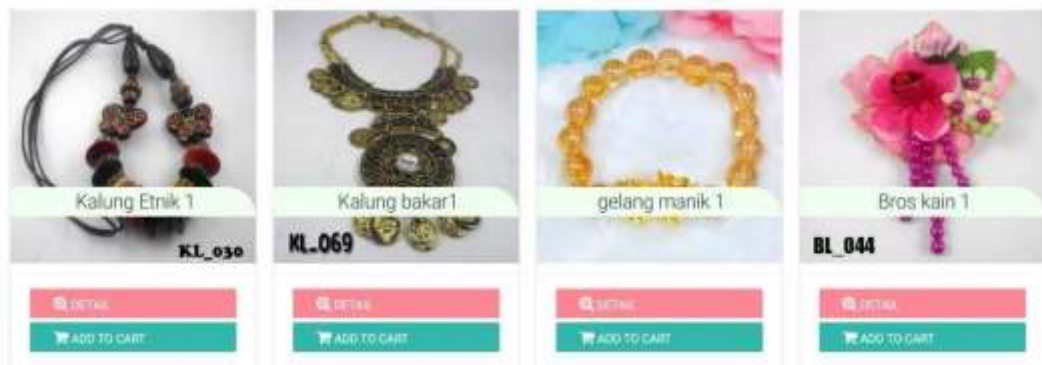 Kalung Etnik 1
KL_030
DETAIL
ADD TO CART
Kalung bakar1
KL_069
DETAIL
ADD TO CART
gelang manik 1
DETAIL
ADD TO CART
Bros kain 1
BL_044
DETAIL
ADD TO CART